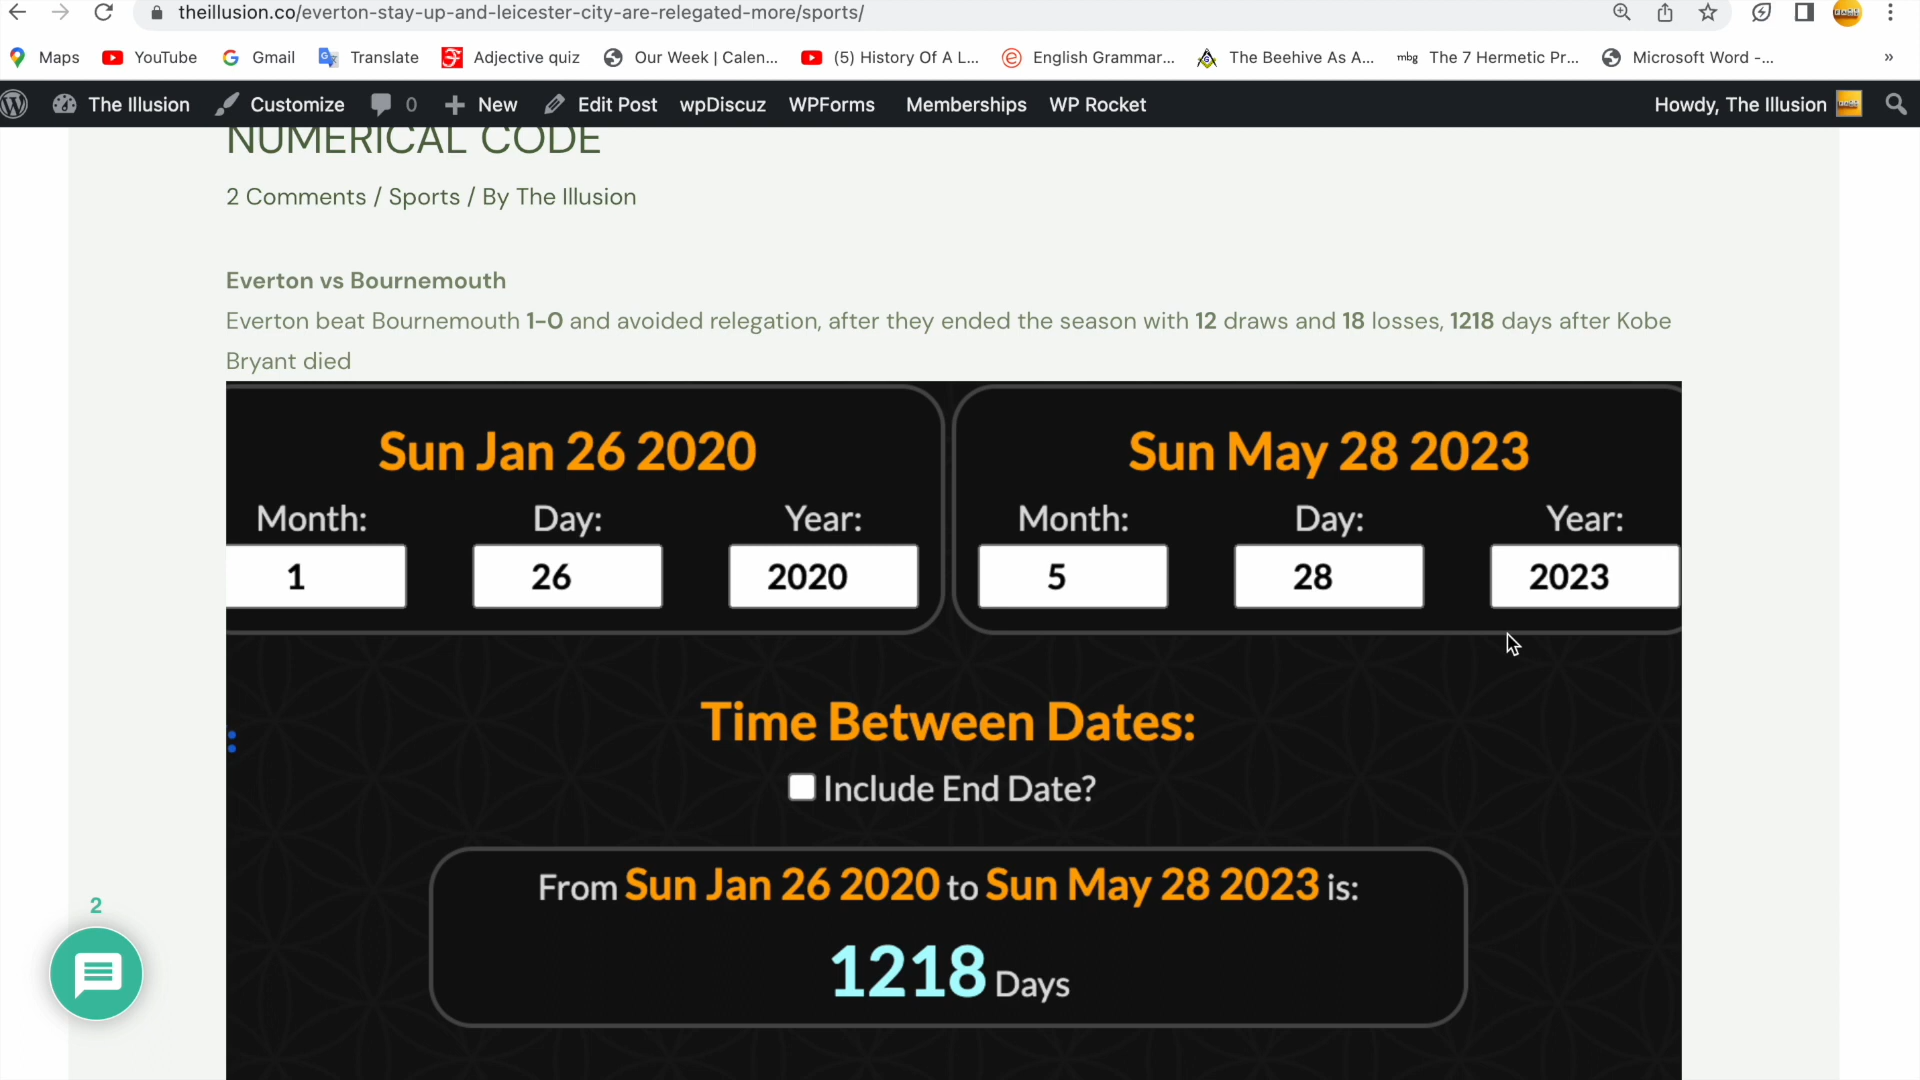 theillusion.co/everton-stay-up-and-leicester-city-are-relegated-more/sports/
Maps YouTube Gmail Translate Adjective quiz Our Week | Calen... (5) History Of A L... English Grammar... The Beehive As A... mbg The 7 Hermetic Pr... Microsoft Word -... »
The Illusion Customize 0 New Edit Post wpDiscuz WPForms Memberships WP Rocket Howdy, The Illusion
NUMERICAL CODE
2 Comments / Sports / By The Illusion
Everton vs Bournemouth
Everton beat Bournemouth 1-0 and avoided relegation, after they ended the season with 12 draws and 18 losses, 1218 days after Kobe
Bryant died
Sun Jan 26 2020 Sun May 28 2023
Month: Day: Year: Month: Day: Year:
1 26 2020 5 28 2023
Time Between Dates:
Include End Date?
From Sun Jan 26 2020 to Sun May 28 2023 is:
1218 Days
2